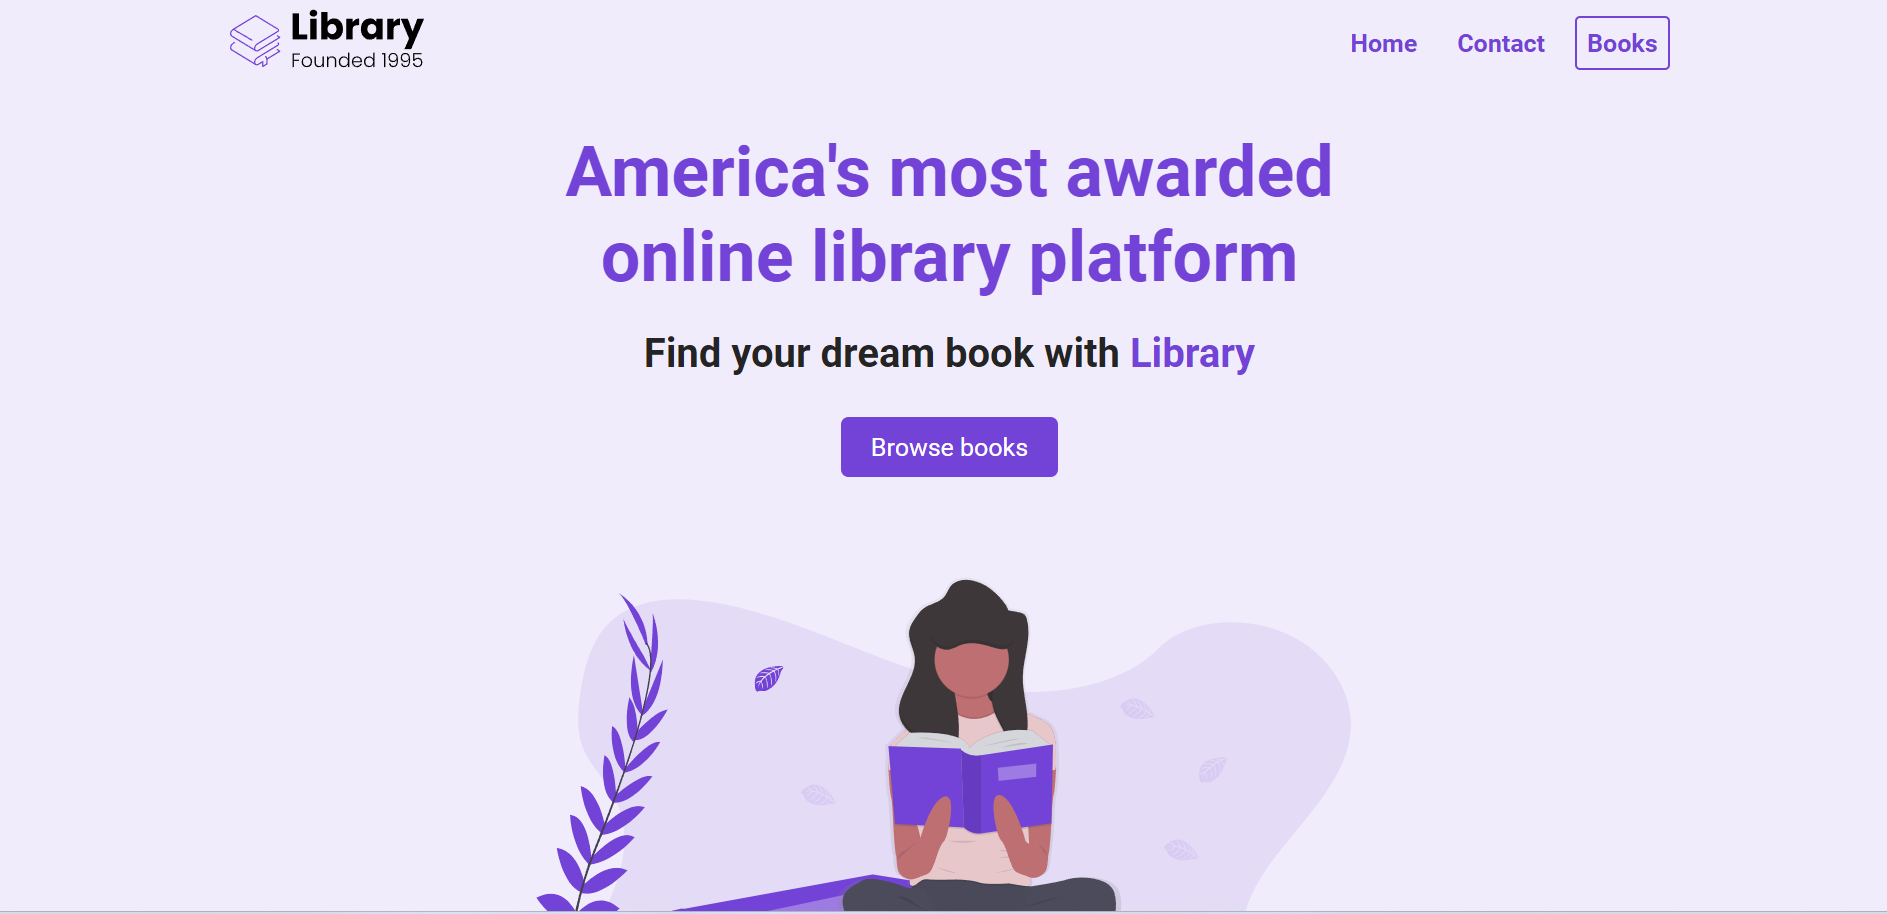 Library
Founded 1995
Home
Contact
Books
America's most awarded
online library platform
Find your dream book with Library
Browse books